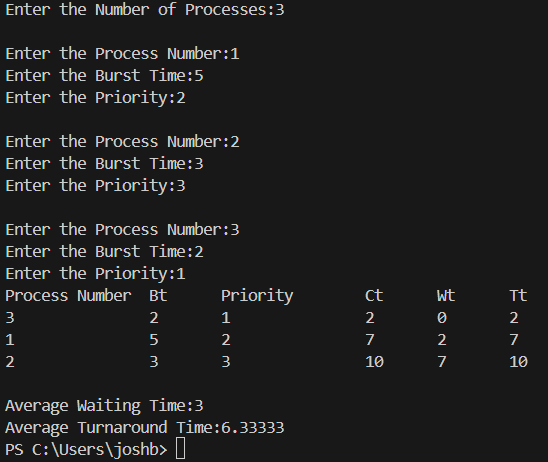 Enter the Number of Processes:3
Enter the Process Number:1
Enter the Burst Time:5
Enter the Priority:2
Enter the Process Number:2
Enter the Burst Time:3
Enter the Priority:3
Enter the Process Number:3
Enter the Burst Time:2
Enter the Priority:1
Process Number Bt Priority Ct Wt Tt
3 2 1 2 0 2
1 5 2 7 2 7
2 3 3 10 7 10
Average Waiting Time:3
Average Turnaround Time:6.33333
PS C:\Users\joshb>